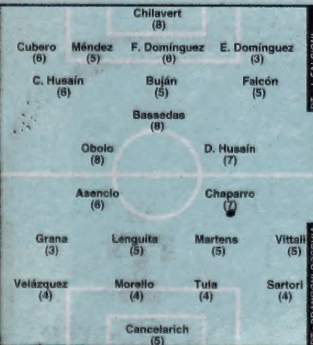 Chilavert
(8)
Cubero Méndez F. Domínguez E. Domínguez
(6) (5) (6) (3)
C. Husaín Buján Falcón
(6) (5) (5)
Bassedas
(8)
Obolo D. Husaín
(8) (7)
Asencio Chaparro
(6) (7)
Grana Lenguita Martens Vittali
(3) (5) (5) (5)
Velázquez Morello Tula Sartori
(4) (4) (4) (4)
Cancelarich
(5)